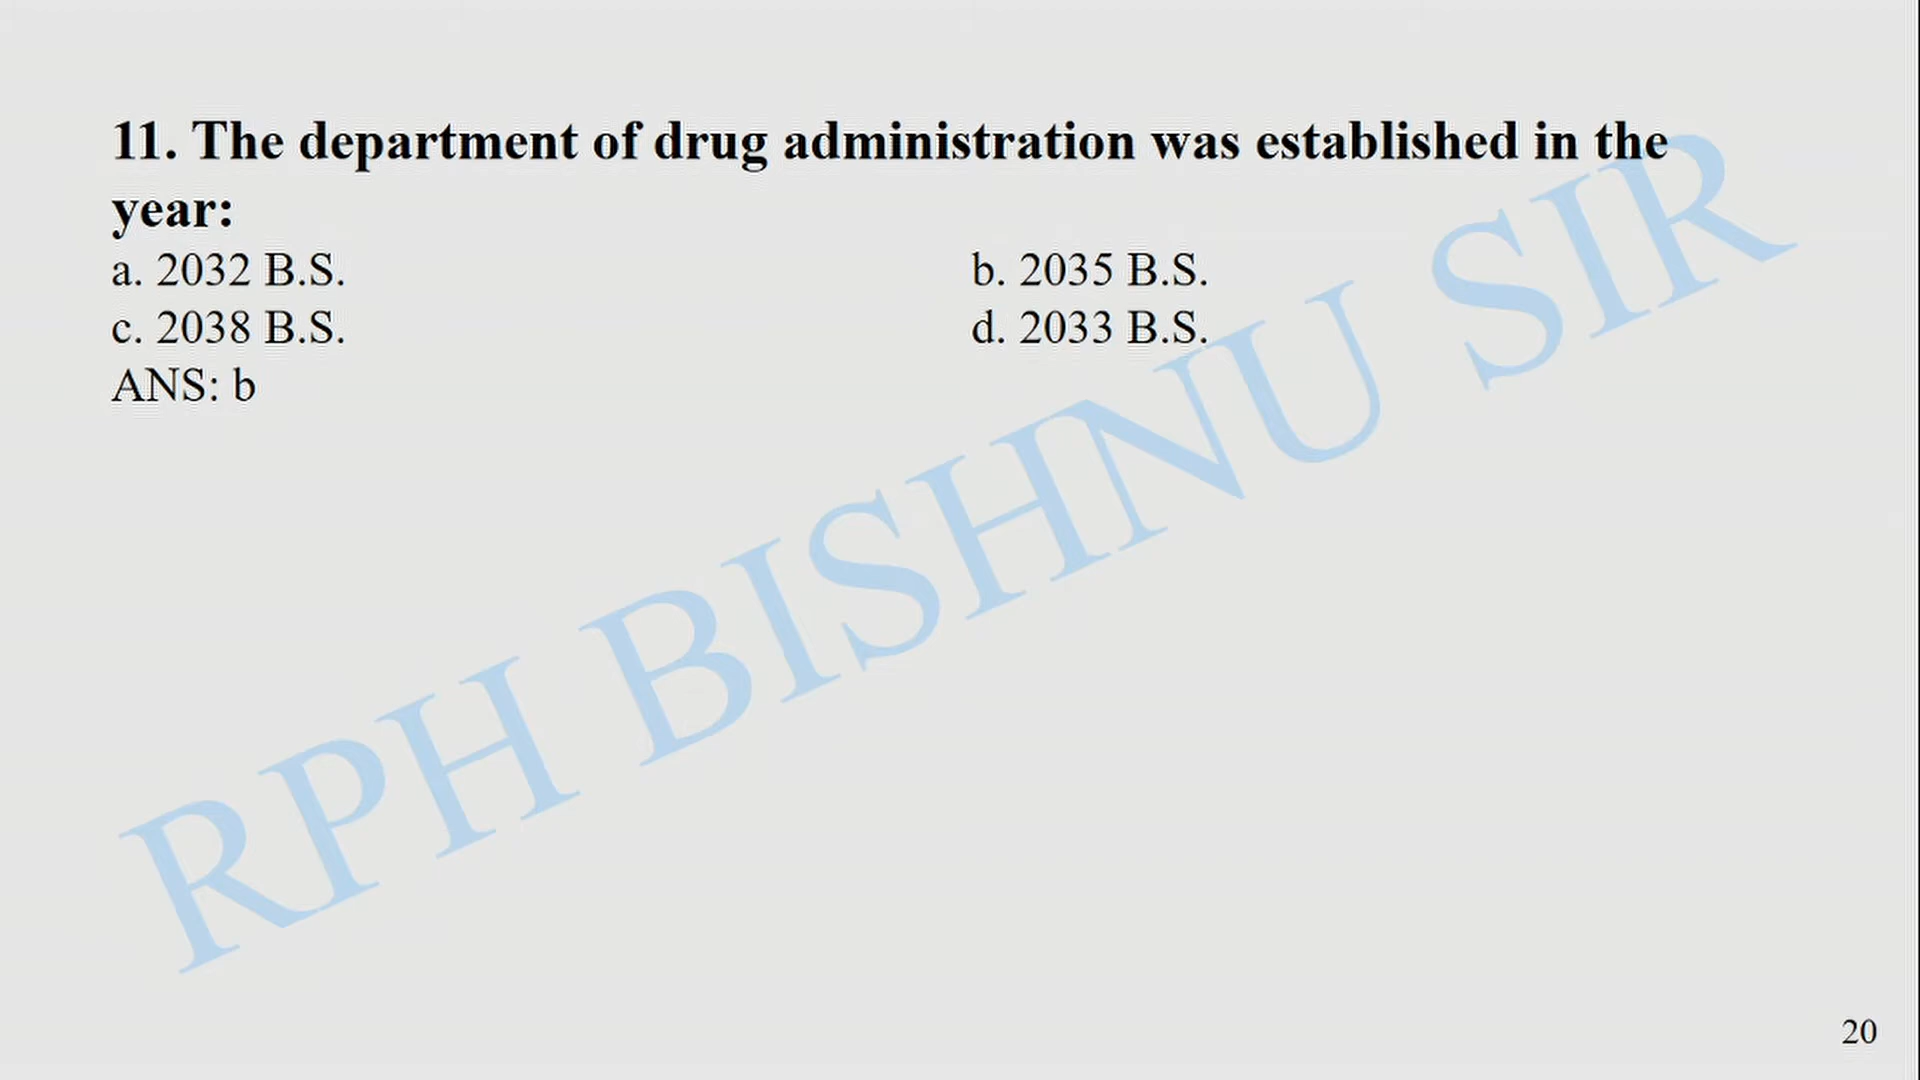 11. The department of drug administration was established in the
year:
a. 2032 B.S. b. 2035 B.S.
c. 2038 B.S. d. 2033 B.S.
ANS: b
RPH BISHNU SIR
20